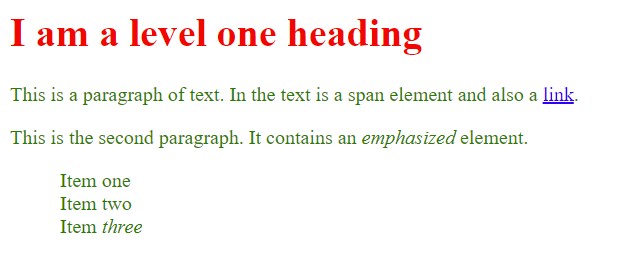 I am a level one heading
This is a paragraph of text. In the text is a span element and also a link.
This is the second paragraph. It contains an emphasized element.
Item one
Item two
Item three